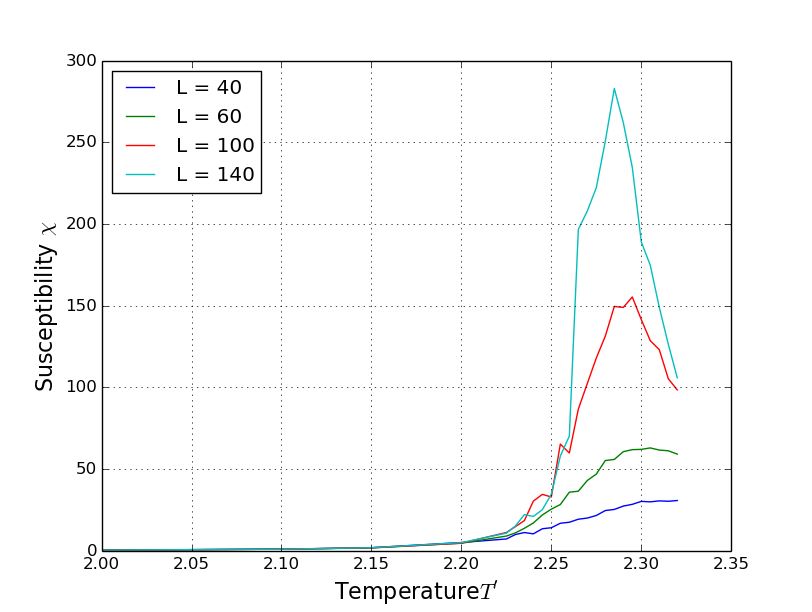 300
250
200
150
100
50
0
Susceptibility χ
L = 40
L = 60
L = 100
L = 140
2.00 2.05 2.10 2.15 2.20 2.25 2.30 2.35
TemperatureT′